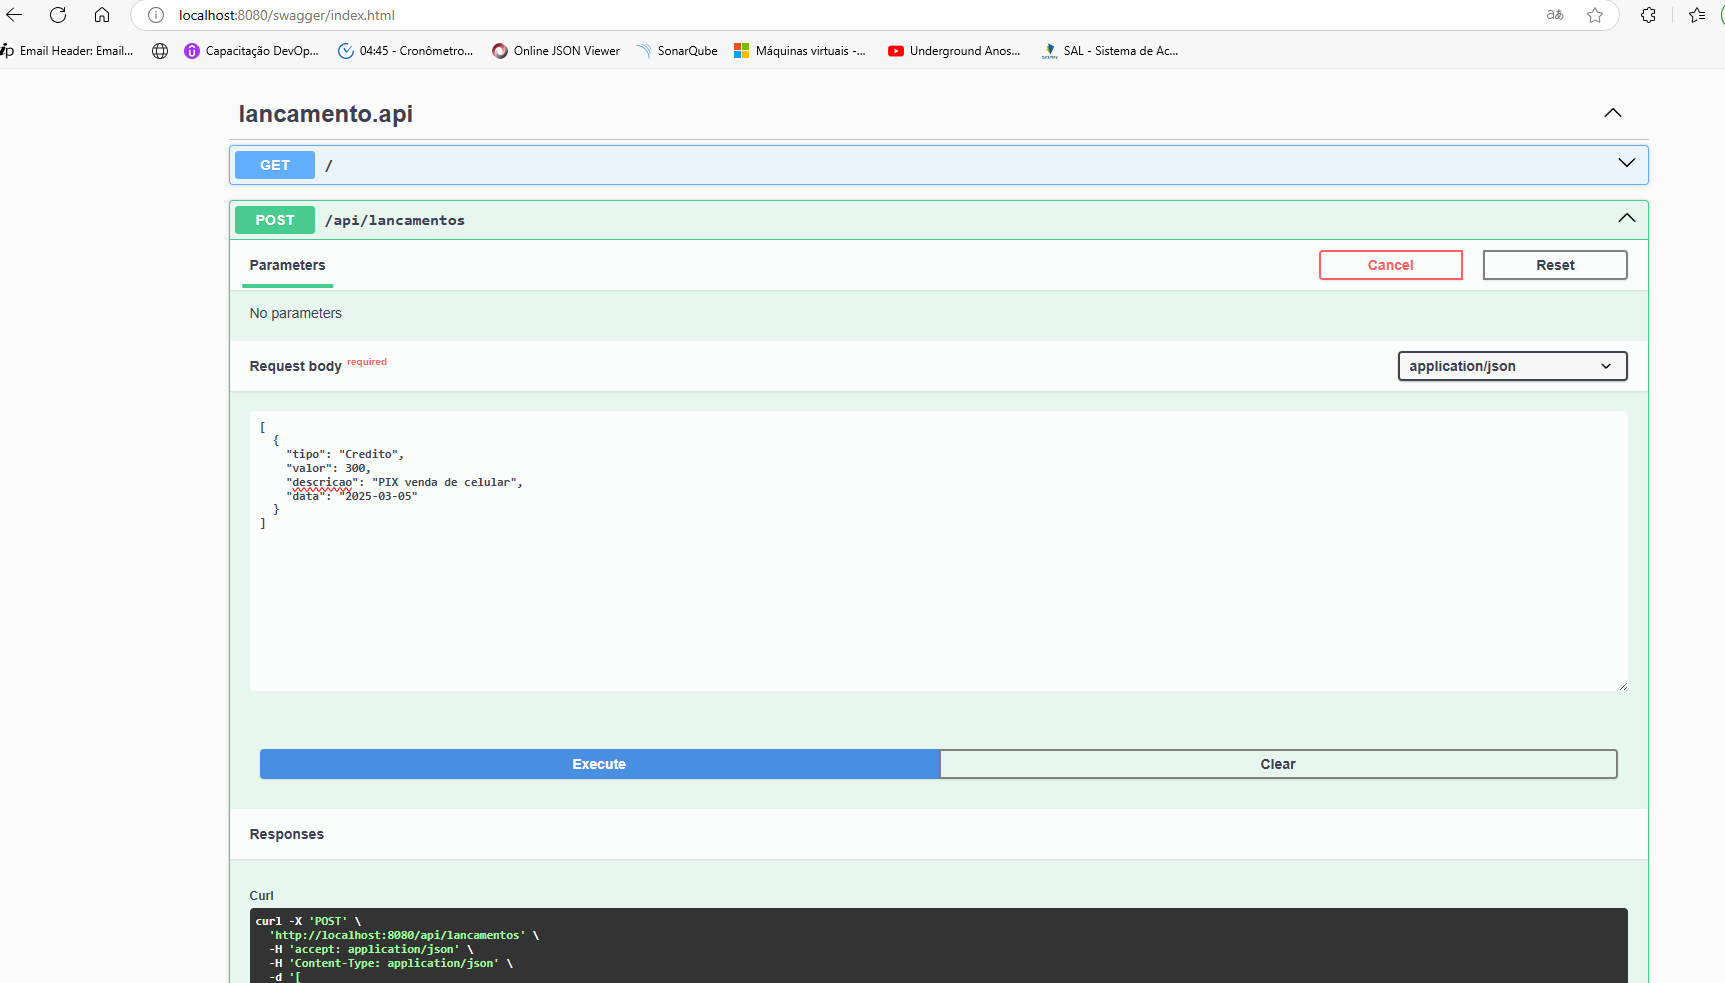 localhost:8080/swagger/index.html
aあ
ip Email Header: Email... Capacitação DevOp... 04:45 - Cronômetro... Online JSON Viewer SonarQube Máquinas virtuais -... Underground Anos... SAL - Sistema de Ac...
lancamento.api
GET /
POST /api/lancamentos
Parameters Cancel Reset
No parameters
Request body required application/json
[
{
"tipo": "Credito",
"valor": 300,
"descricao": "PIX venda de celular",
"data": "2025-03-05"
}
]
Execute Clear
Responses
Curl
curl -X 'POST' \
'http://localhost:8080/api/lancamentos' \
-H 'accept: application/json' \
-H 'Content-Type: application/json' \
-d '[